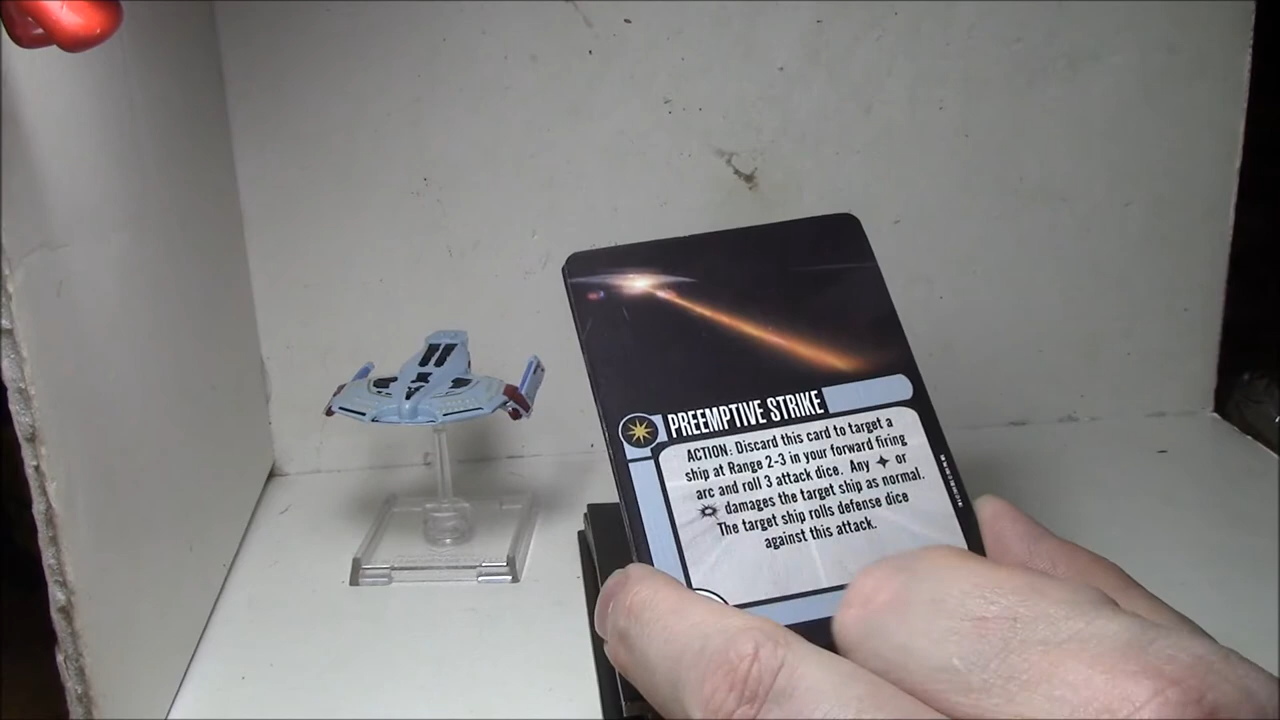 PREEMPTIVE STRIKE
ACTION: Discard this card to target a
ship at Range 2-3 in your forward firing
arc and roll 3 attack dice. Any or
damages the target ship as normal.
The target ship rolls defense dice
against this attack.